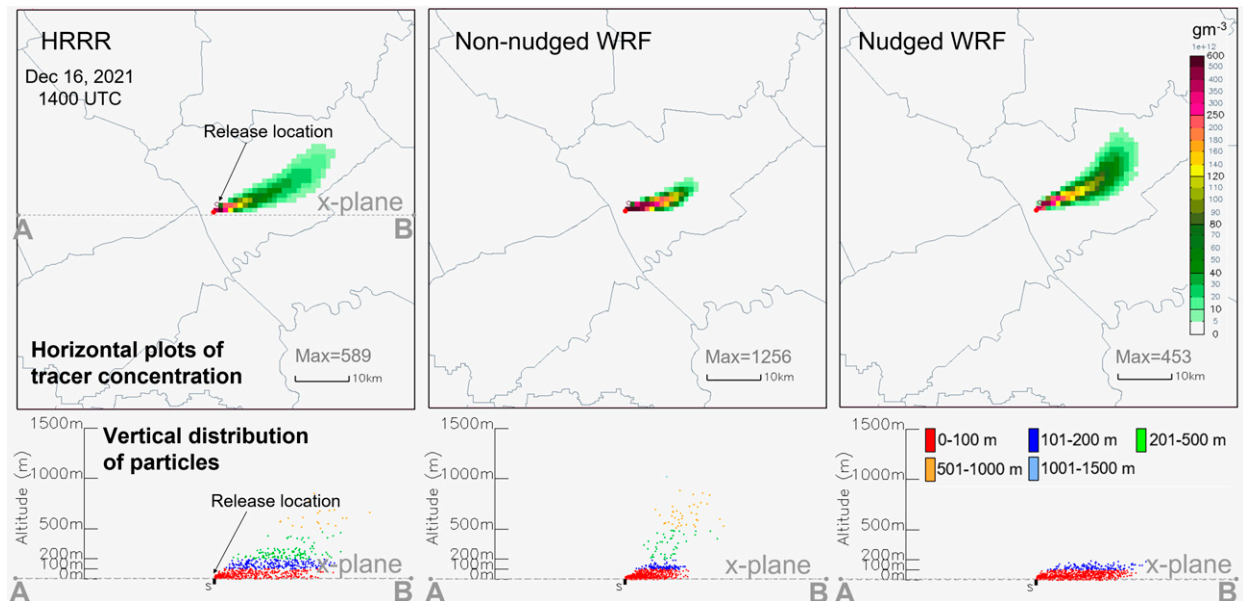 HRRR
Dec 16, 2021
1400 UTC
Release location
x-plane
A
B
Horizontal plots of
tracer concentration
Max=589
10km
Non-nudged WRF
Max=1256
10km
Nudged WRF
gm-3
1e+12
600
500
400
350
300
250
200
180
160
140
120
110
100
90
80
70
60
50
40
30
20
10
5
0
Max=453
10km
1500m
1000m
500m
200m
100m
0m
Altitude (m)
Vertical distribution
of particles
Release location
x-plane
S
A
B
1500m
1000m
500m
200m
100m
0m
Altitude (m)
x-plane
S
A
B
1500m
1000m
500m
200m
100m
0m
Altitude (m)
0-100 m
101-200 m
201-500 m
501-1000 m
1001-1500 m
x-plane
S
A
B